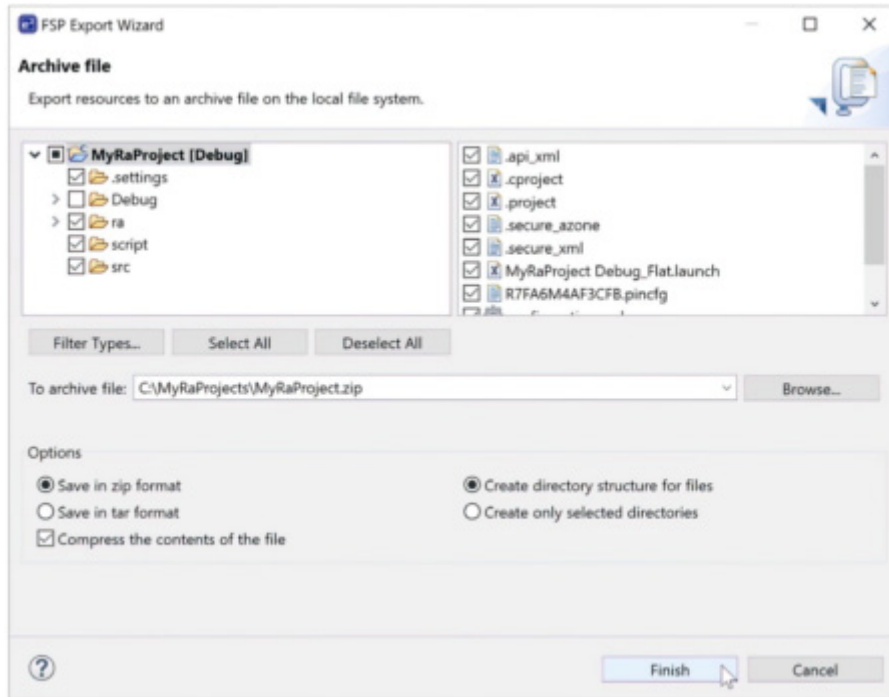 FSP Export Wizard
Archive file
Export resources to an archive file on the local file system.
MyRaProject [Debug]
.settings
Debug
ra
script
src
.api_xml
.cproject
.project
.secure_azone
.secure_xml
MyRaProject Debug_Flat.launch
R7FA6M4AF3CFB.pincfg
Filter Types...
Select All
Deselect All
To archive file:
C:\MyRaProjects\MyRaProject.zip
Browse...
Options
Save in zip format
Create directory structure for files
Save in tar format
Create only selected directories
Compress the contents of the file
Finish
Cancel